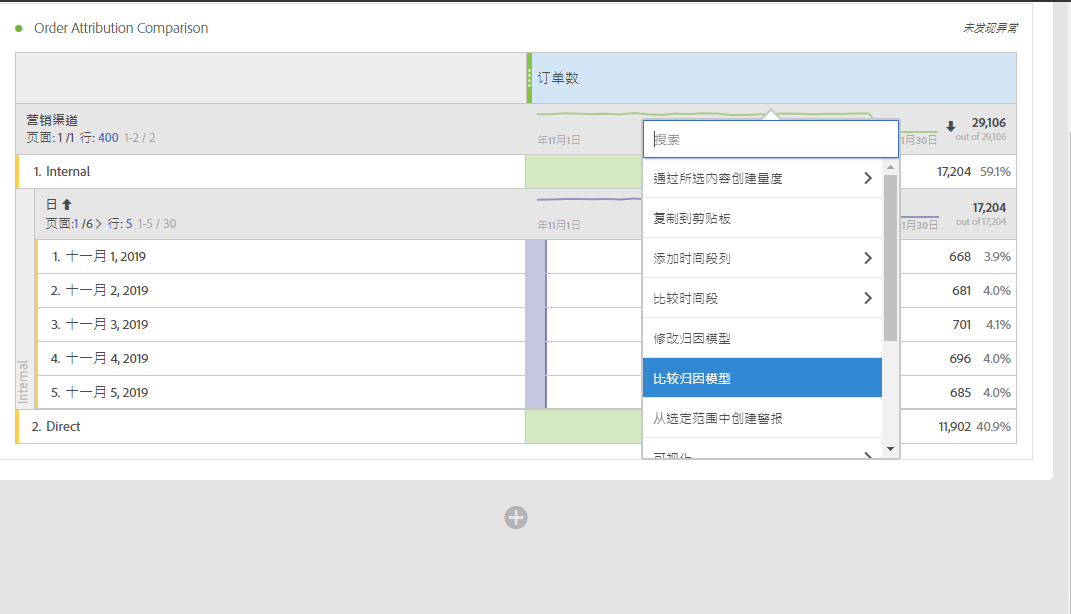 Order Attribution Comparison
未发现异常
订单数
营销渠道
页面: 1 /1 行: 400 1-2 / 2
年11月1日
1月30日
29,106
out of 29,106
1. Internal
17,204 59.1%
日
页面:1 /6 行: 5 1-5 / 30
年11月1日
1月30日
17,204
out of 17,204
1. 十一月 1, 2019
668 3.9%
2. 十一月 2, 2019
681 4.0%
3. 十一月 3, 2019
701 4.1%
4. 十一月 4, 2019
696 4.0%
5. 十一月 5, 2019
685 4.0%
Internal
2. Direct
11,902 40.9%
搜索
通过所选内容创建量度
复制到剪贴板
添加时间段列
比较时间段
修改归因模型
比较归因模型
从选定范围中创建警报
可视化